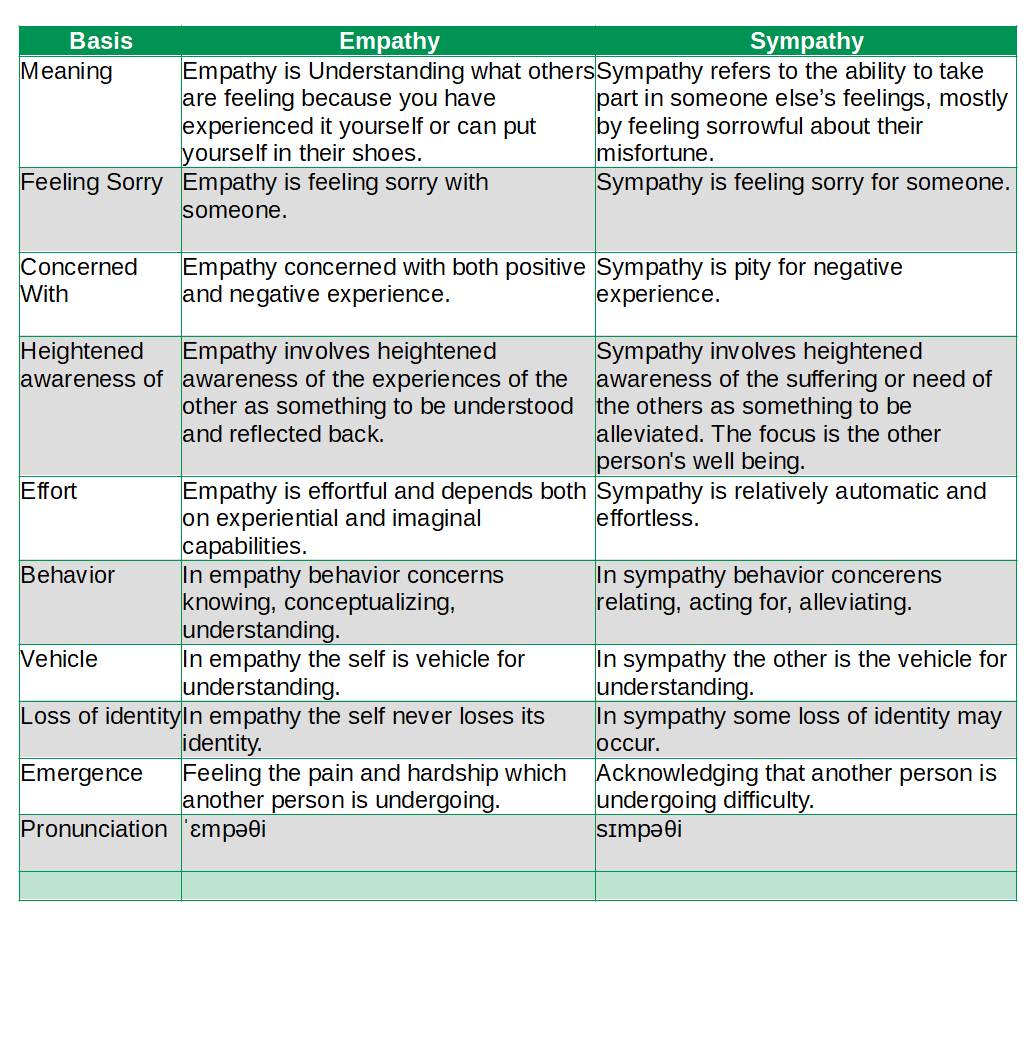 Basis Empathy Sympathy
Meaning
Empathy is Understanding what others
are feeling because you have
experienced it yourself or can put
yourself in their shoes.
Sympathy refers to the ability to take
part in someone else’s feelings, mostly
by feeling sorrowful about their
misfortune.
Feeling Sorry
Empathy is feeling sorry with
someone.
Sympathy is feeling sorry for someone.
Concerned
With
Empathy concerned with both positive
and negative experience.
Sympathy is pity for negative
experience.
Heightened
awareness of
Empathy involves heightened
awareness of the experiences of the
other as something to be understood
and reflected back.
Sympathy involves heightened
awareness of the suffering or need of
the others as something to be
alleviated. The focus is the other
person's well being.
Effort
Empathy is effortful and depends both
on experiential and imaginal
capabilities.
Sympathy is relatively automatic and
effortless.
Behavior
In empathy behavior concerns
knowing, conceptualizing,
understanding.
In sympathy behavior concerens
relating, acting for, alleviating.
Vehicle
In empathy the self is vehicle for
understanding.
In sympathy the other is the vehicle for
understanding.
Loss of identity
In empathy the self never loses its
identity.
In sympathy some loss of identity may
occur.
Emergence
Feeling the pain and hardship which
another person is undergoing.
Acknowledging that another person is
undergoing difficulty.
Pronunciation
ˈɛmpəθi
sɪmpəθi